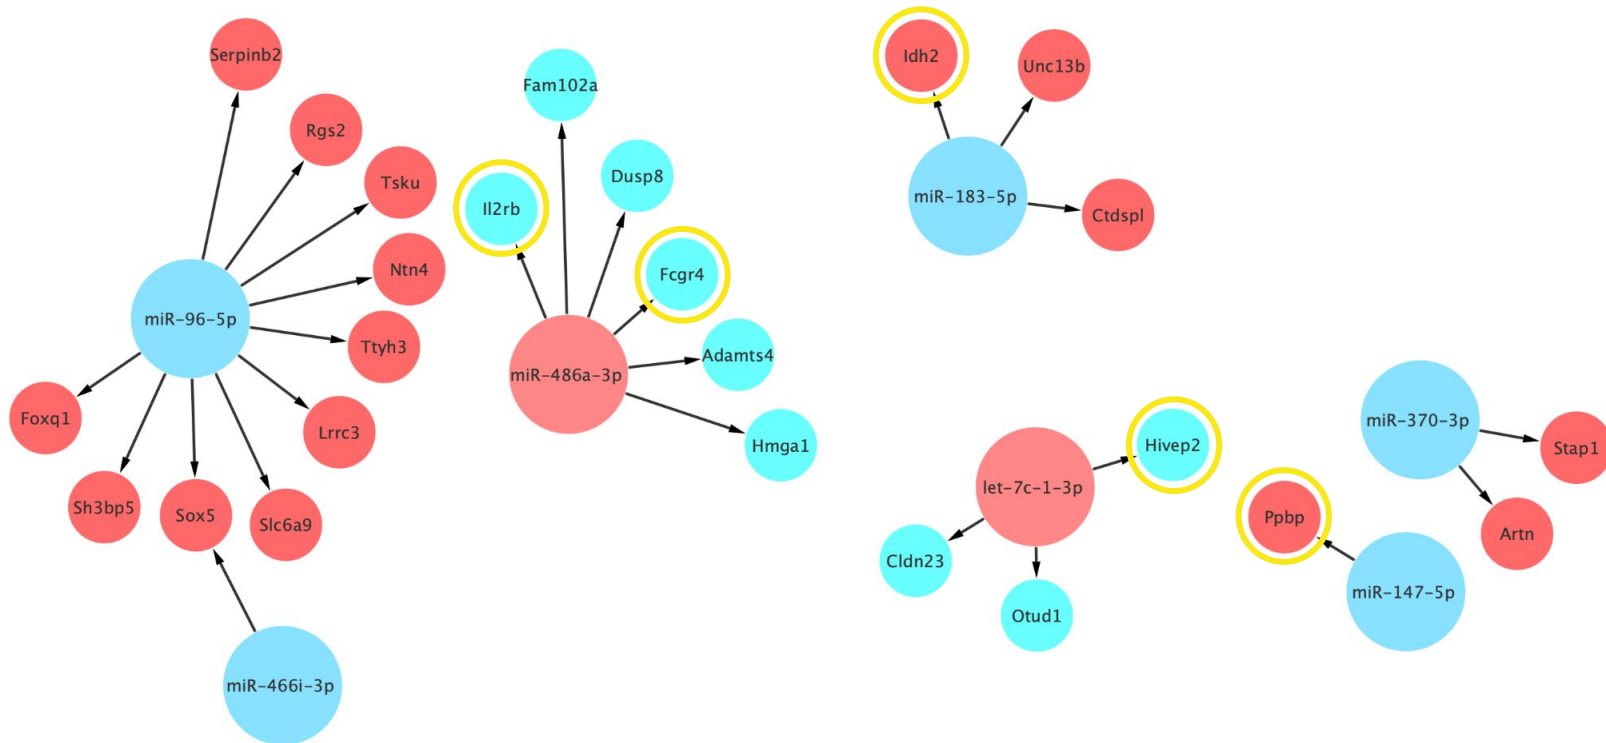 Serpinb2
Rgs2
Tsku
Ntn4
miR-96-5p
Ttyh3
Foxq1
Lrrc3
Sh3bp5
Sox5
Slc6a9
miR-466i-3p
Fam102a
Dusp8
Il2rb
Fcgr4
Adamts4
miR-486a-3p
Hmga1
Idh2
Unc13b
miR-183-5p
Ctdspl
Hivep2
let-7c-1-3p
Cldn23
Otud1
miR-370-3p
Stap1
Artn
Ppbp
miR-147-5p